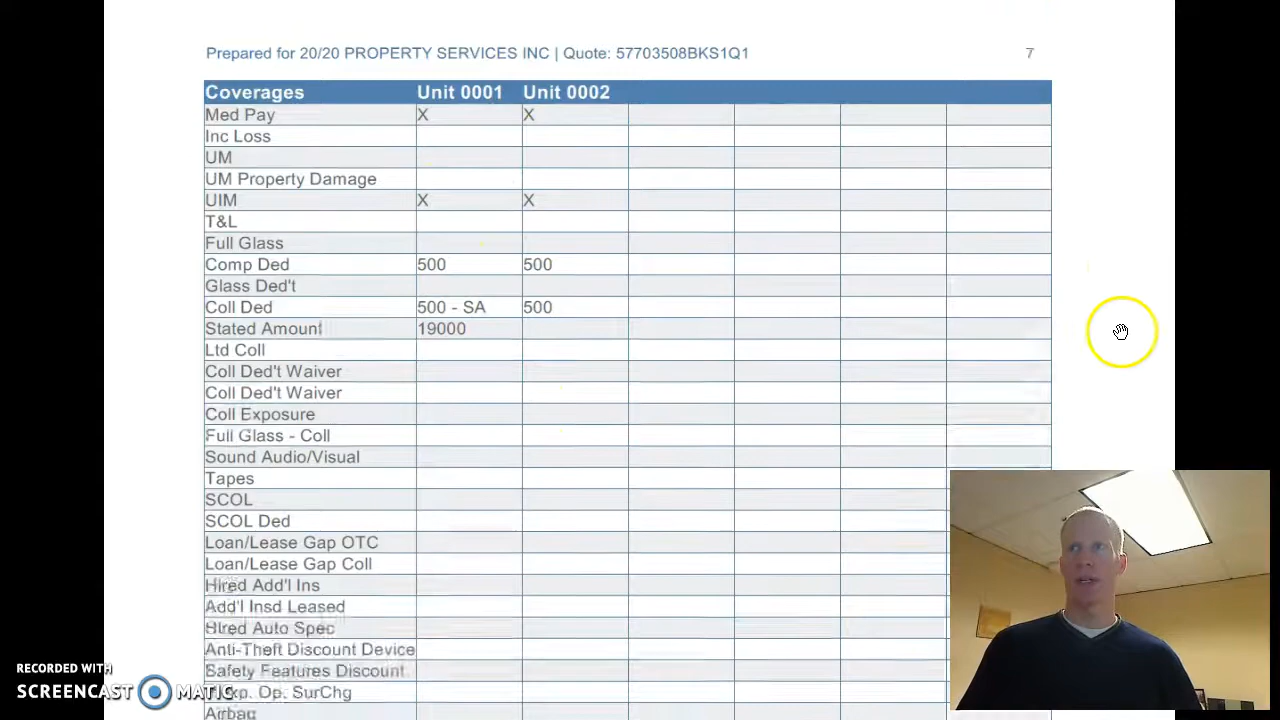 Prepared for 20/20 PROPERTY SERVICES INC | Quote: 57703508BKS1Q1 7
Coverages Unit 0001 Unit 0002
Med Pay X X
Inc Loss
UM
UM Property Damage
UIM X X
T&L
Full Glass
Comp Ded 500 500
Glass Ded't
Coll Ded 500 - SA 500
Stated Amount 19000
Ltd Coll
Coll Ded't Waiver
Coll Ded't Waiver
Coll Exposure
Full Glass - Coll
Sound Audio/Visual
Tapes
SCOL
SCOL Ded
Loan/Lease Gap OTC
Loan/Lease Gap Coll
Hired Add'l Ins
Add'l Insd Leased
Hired Auto Spec
Anti-Theft Discount Device
Safety Features Discount
Op. SurChg
Airbag
RECORDED WITH
SCREENCAST MATIC